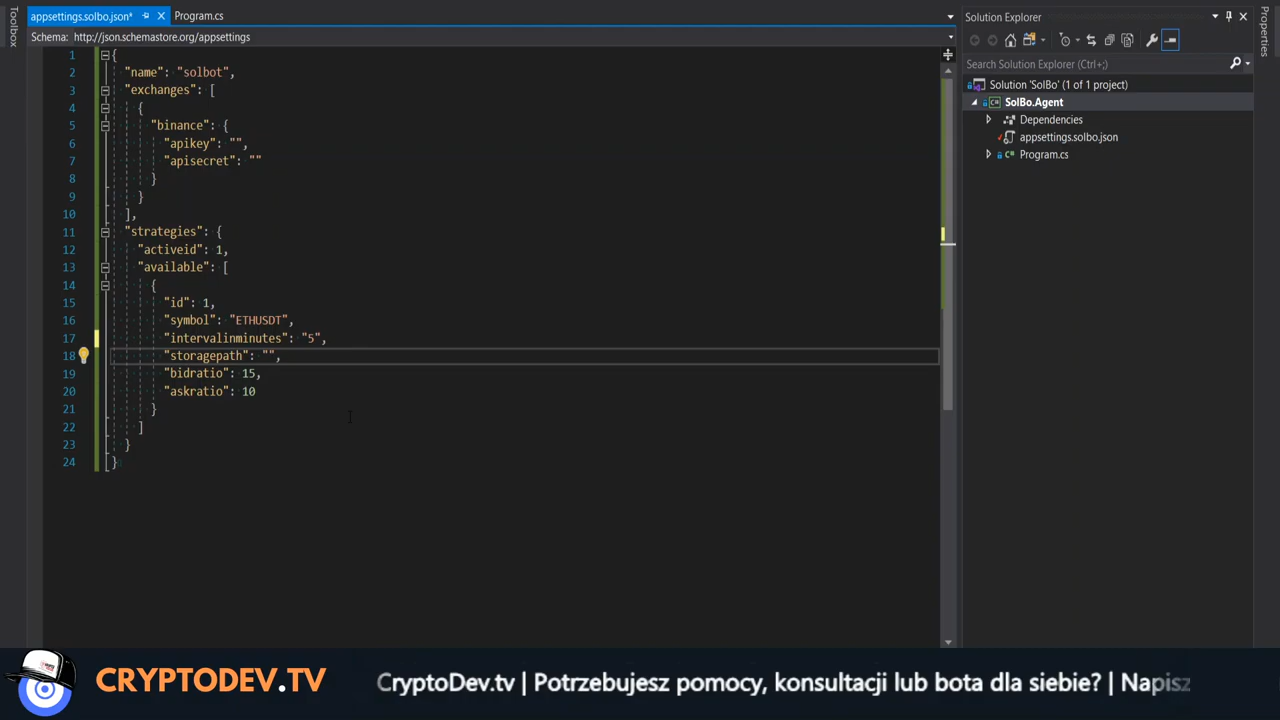 appsettings.solbo.json*
Program.cs
Schema: http://json.schemastore.org/appsettings
Toolbox
1 {
2 "name": "solbot",
3 "exchanges": [
4 {
5 "binance": {
6 "apikey": "",
7 "apisecret": ""
8 }
9 }
10 ],
11 "strategies": {
12 "activeid": 1,
13 "available": [
14 {
15 "id": 1,
16 "symbol": "ETHUSDT",
17 "intervalinminutes": "5",
18 "storagepath": "",
19 "bidratio": 15,
20 "askratio": 10
21 }
22 ]
23 }
24 }
Solution Explorer
Search Solution Explorer (Ctrl+;)
Solution 'SolBo' (1 of 1 project)
SolBo.Agent
Dependencies
appsettings.solbo.json
Program.cs
Properties
CRYPTODEV.TV
CryptoDev.tv | Potrzebujesz pomocy, konsultacji lub bota dla siebie? | Napisz